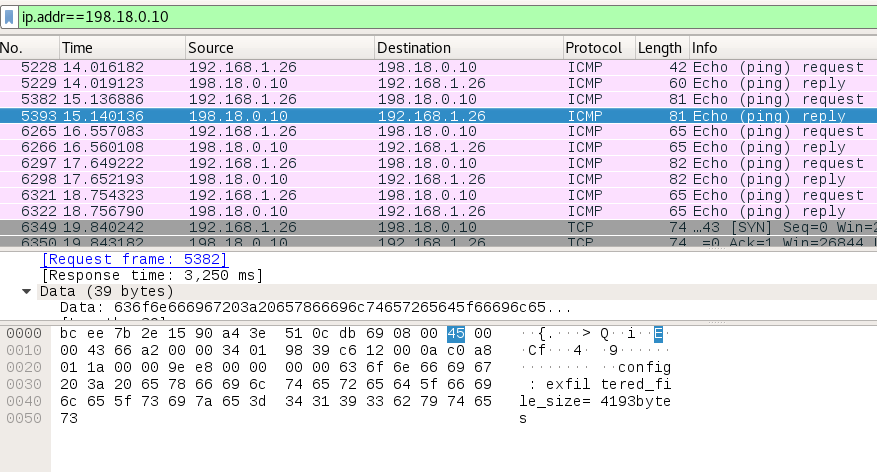 ip.addr==198.18.0.10
No. Time Source Destination Protocol Length Info
5228 14.016182 192.168.1.26 198.18.0.10 ICMP 42 Echo (ping) request
5229 14.019123 198.18.0.10 192.168.1.26 ICMP 60 Echo (ping) reply
5382 15.136886 192.168.1.26 198.18.0.10 ICMP 81 Echo (ping) request
5393 15.140136 198.18.0.10 192.168.1.26 ICMP 81 Echo (ping) reply
6265 16.557083 192.168.1.26 198.18.0.10 ICMP 65 Echo (ping) request
6266 16.560108 198.18.0.10 192.168.1.26 ICMP 65 Echo (ping) reply
6297 17.649222 192.168.1.26 198.18.0.10 ICMP 82 Echo (ping) request
6298 17.652193 198.18.0.10 192.168.1.26 ICMP 82 Echo (ping) reply
6321 18.754323 192.168.1.26 198.18.0.10 ICMP 65 Echo (ping) request
6322 18.756790 198.18.0.10 192.168.1.26 ICMP 65 Echo (ping) reply
6349 19.840242 192.168.1.26 198.18.0.10 TCP 74 …43 [SYN] Seq=0 Win=2
6350 19.843182 198.18.0.10 192.168.1.26 TCP 74 …=0 Ack=1 Win=26844
[Request frame: 5382]
[Response time: 3,250 ms]
Data (39 bytes)
Data: 636f6e666967203a20657866696c74657265645f66696c65...
0000 bc ee 7b 2e 15 90 a4 3e 51 0c db 69 08 00 45 00 ··{.···>Q··i··E·
0010 00 43 66 a2 00 00 34 01 98 39 c6 12 00 0a c0 a8 ·Cf···4··9······
0020 01 1a 00 00 9e e8 00 00 00 00 63 6f 6e 66 69 67 ··········config
0030 20 3a 20 65 78 66 69 6c 74 65 72 65 64 5f 66 69 : exfiltered_fi
0040 6c 65 5f 73 69 7a 65 3d 34 31 39 33 62 79 74 65 le_size=4193byte
0050 73 s